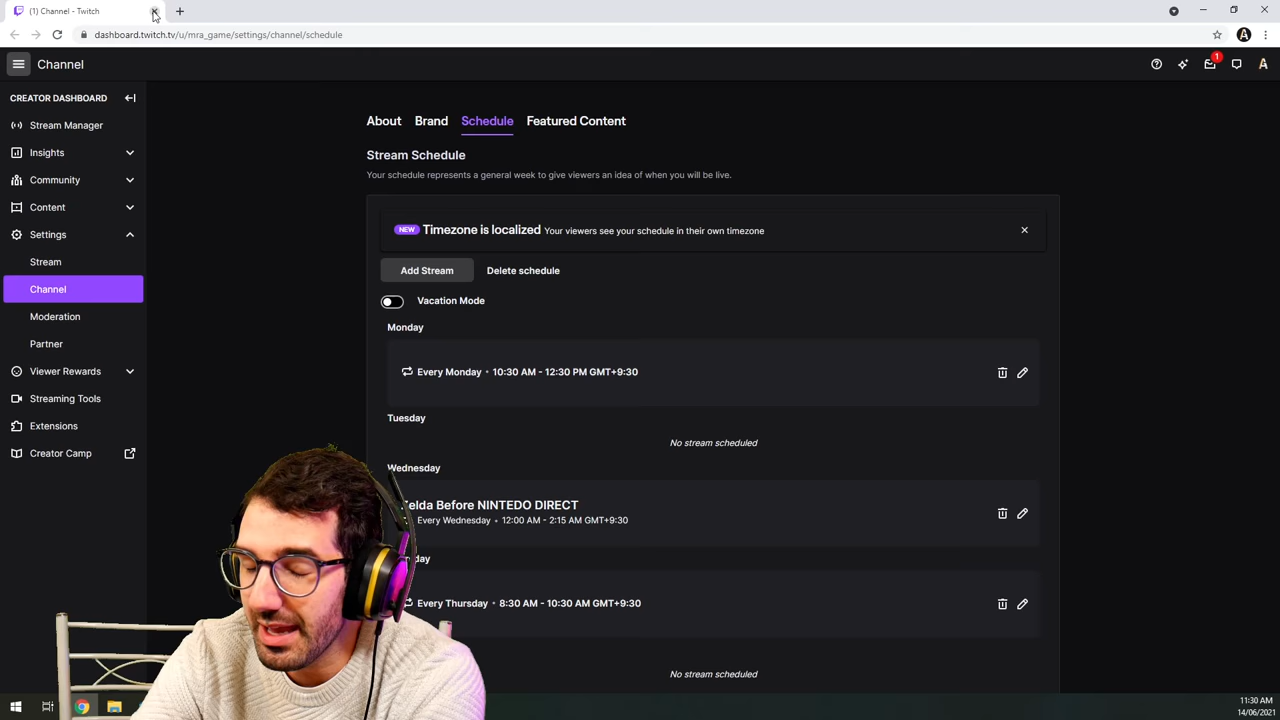 (1) Channel - Twitch
dashboard.twitch.tv/u/mra_game/settings/channel/schedule
Channel
1
CREATOR DASHBOARD
Stream Manager
Insights
Community
Content
Settings
Stream
Channel
Moderation
Partner
Viewer Rewards
Streaming Tools
Extensions
Creator Camp
About Brand Schedule Featured Content
Stream Schedule
Your schedule represents a general week to give viewers an idea of when you will be live.
NEW Timezone is localized Your viewers see your schedule in their own timezone
Add Stream Delete schedule
Vacation Mode
Monday
Every Monday • 10:30 AM - 12:30 PM GMT+9:30
Tuesday
No stream scheduled
Wednesday
elda Before NINTEDO DIRECT
Every Wednesday • 12:00 AM - 2:15 AM GMT+9:30
day
Every Thursday • 8:30 AM - 10:30 AM GMT+9:30
No stream scheduled
11:30 AM
14/06/2021